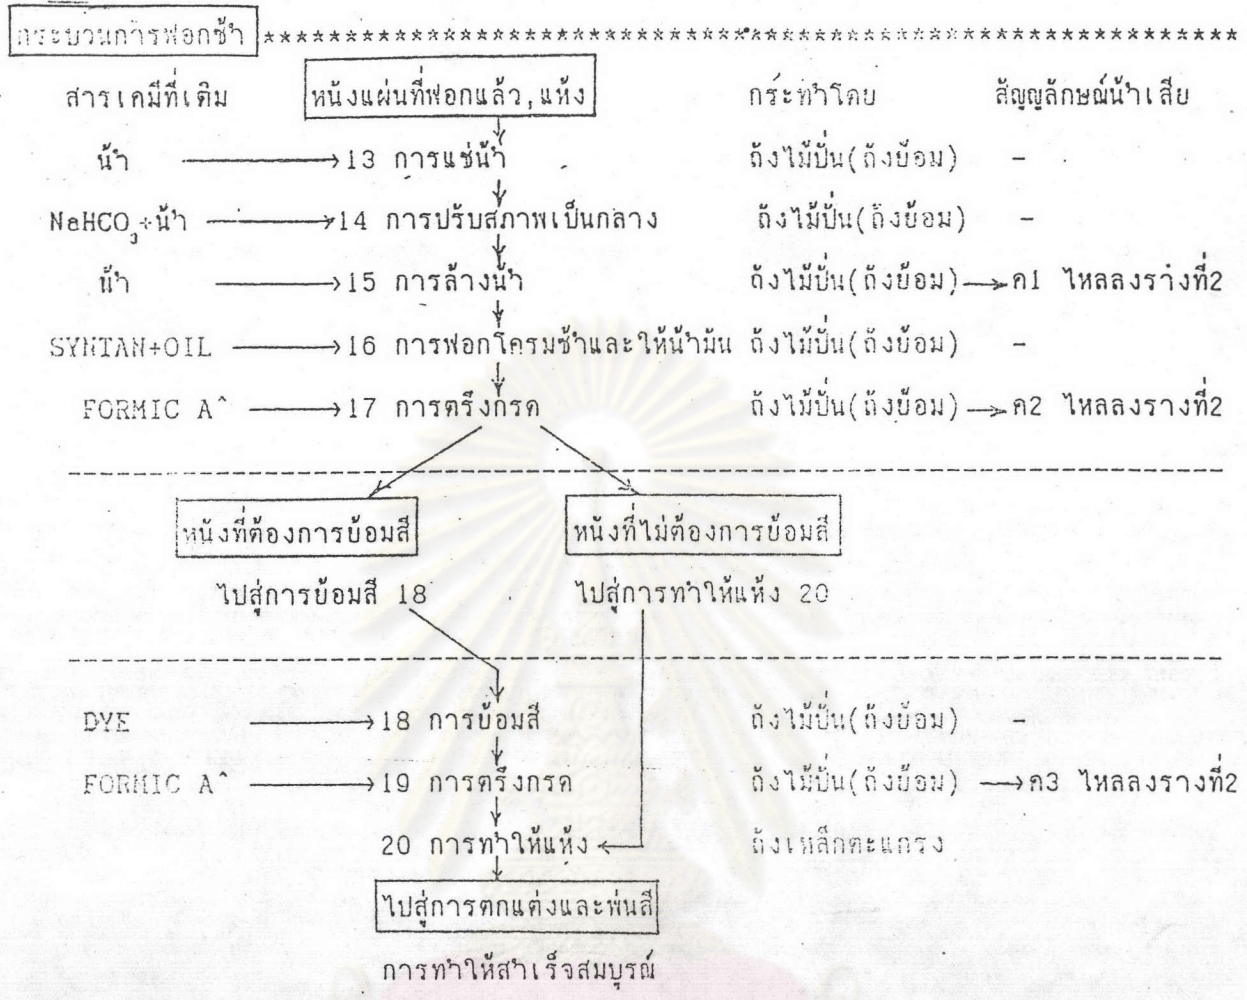 กระบวนการฟอกซ้ำ ************************************************************
สารเคมีที่เติม หนังแผ่นที่ฟอกแล้ว,แห้ง กระทำโดย สัญญลักษณ์น้ำเสีย
น้ำ 13 การแช่น้ำ ถังไม้ปั่น(ถังย้อม) -
NaHCO3+น้ำ 14 การปรับสภาพเป็นกลาง ถังไม้ปั่น(ถังย้อม) -
น้ำ 15 การล้างน้ำ ถังไม้ปั่น(ถังย้อม) ค1 ไหลลงรางที่2
SYNTAN+OIL 16 การฟอกโครมซ้ำและให้น้ำมัน ถังไม้ปั่น(ถังย้อม) -
FORMIC A^ 17 การตรึงกรด ถังไม้ปั่น(ถังย้อม) ค2 ไหลลงรางที่2
หนังที่ต้องการย้อมสี หนังที่ไม่ต้องการย้อมสี
ไปสู่การย้อมสี 18 ไปสู่การทำให้แห้ง 20
DYE 18 การย้อมสี ถังไม้ปั่น(ถังย้อม) -
FORMIC A^ 19 การตรึงกรด ถังไม้ปั่น(ถังย้อม) ค3 ไหลลงรางที่2
20 การทำให้แห้ง ถังเหล็กตะแกรง
ไปสู่การตกแต่งและพ่นสี
การทำให้สำเร็จสมบูรณ์